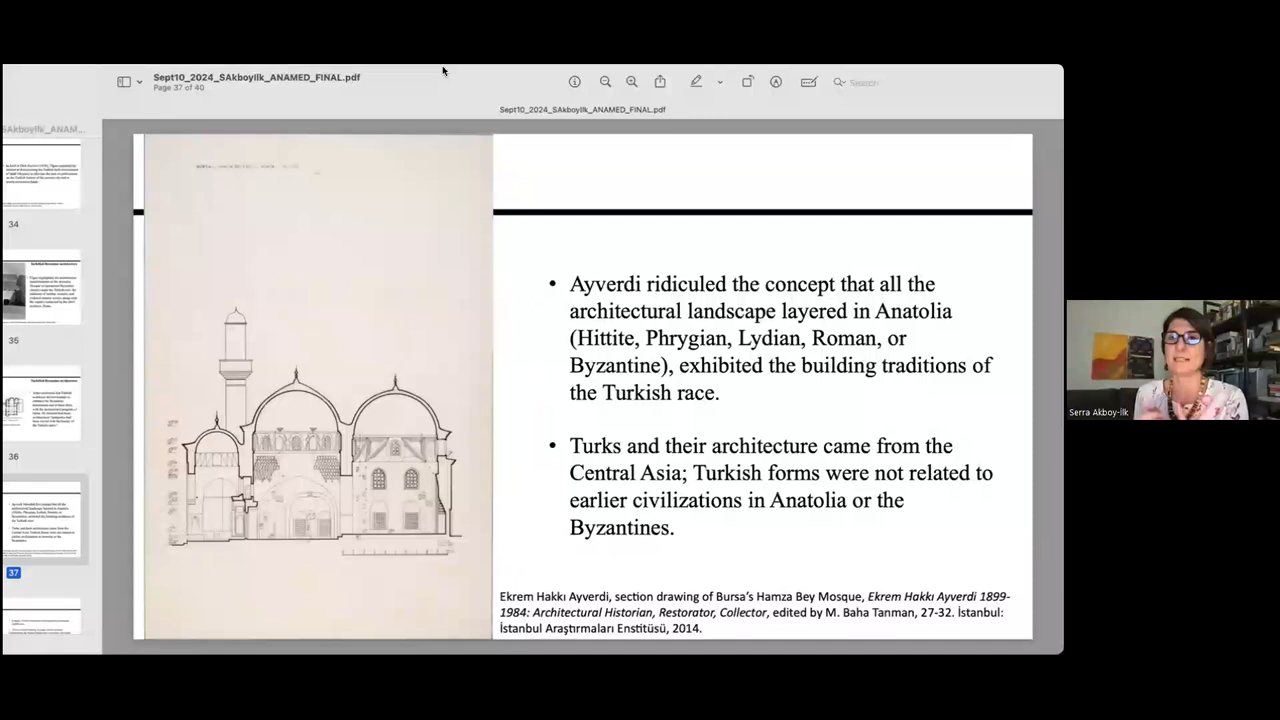 Sept10_2024_SAkboyIlk_ANAMED_FINAL.pdf
Page 37 of 40
Search
Sept10_2024_SAkboyIlk_ANAMED_FINAL.pdf
SAkboyIlk_ANAM...
34
35
36
37
• Ayverdi ridiculed the concept that all the
architectural landscape layered in Anatolia
(Hittite, Phrygian, Lydian, Roman, or
Byzantine), exhibited the building traditions of
the Turkish race.
• Turks and their architecture came from the
Central Asia; Turkish forms were not related to
earlier civilizations in Anatolia or the
Byzantines.
Ekrem Hakkı Ayverdi, section drawing of Bursa's Hamza Bey Mosque, Ekrem Hakkı Ayverdi 1899-
1984: Architectural Historian, Restorator, Collector, edited by M. Baha Tanman, 27-32. İstanbul:
İstanbul Araştırmaları Enstitüsü, 2014.
Serra Akboy-İlk